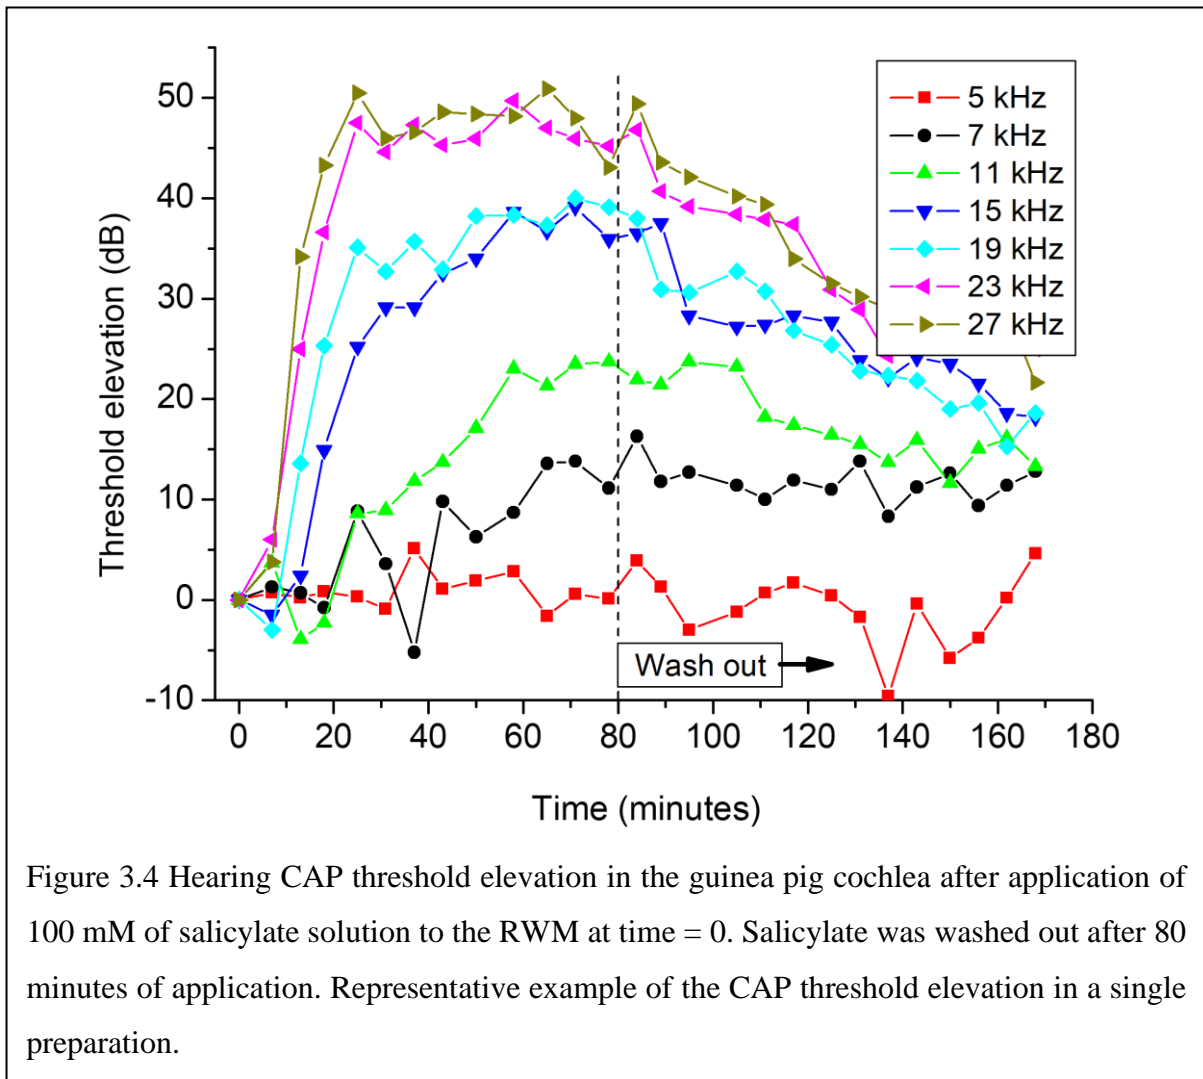 50
40
30
20
10
0
-10
Threshold elevation (dB)
5 kHz
7 kHz
11 kHz
15 kHz
19 kHz
23 kHz
27 kHz
Wash out
0 20 40 60 80 100 120 140 160 180
Time (minutes)
Figure 3.4 Hearing CAP threshold elevation in the guinea pig cochlea after application of
100 mM of salicylate solution to the RWM at time = 0. Salicylate was washed out after 80
minutes of application. Representative example of the CAP threshold elevation in a single
preparation.